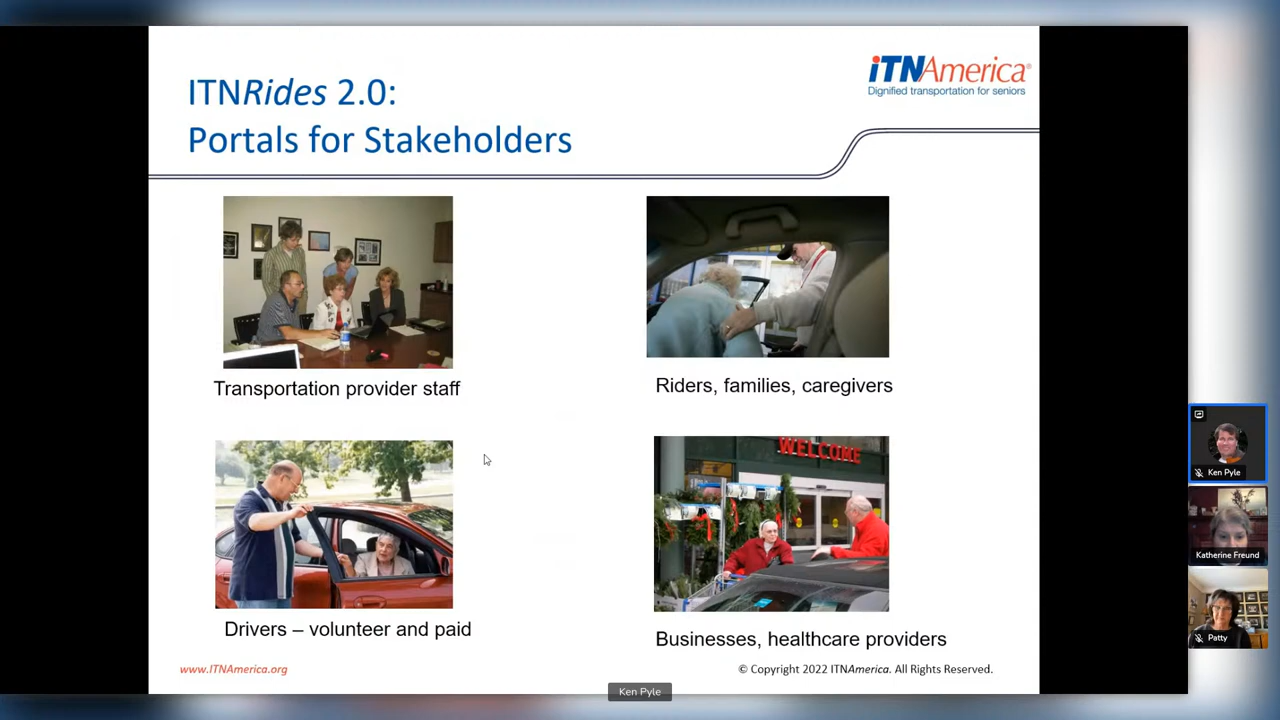 ITNRides 2.0:
Portals for Stakeholders
iTNAmerica®
Dignified transportation for seniors
Transportation provider staff
Riders, families, caregivers
WELCOME
Drivers – volunteer and paid
Businesses, healthcare providers
www.ITNAmerica.org
© Copyright 2022 ITNAmerica. All Rights Reserved.
Ken Pyle
Katherine Freund
Patty
Ken Pyle